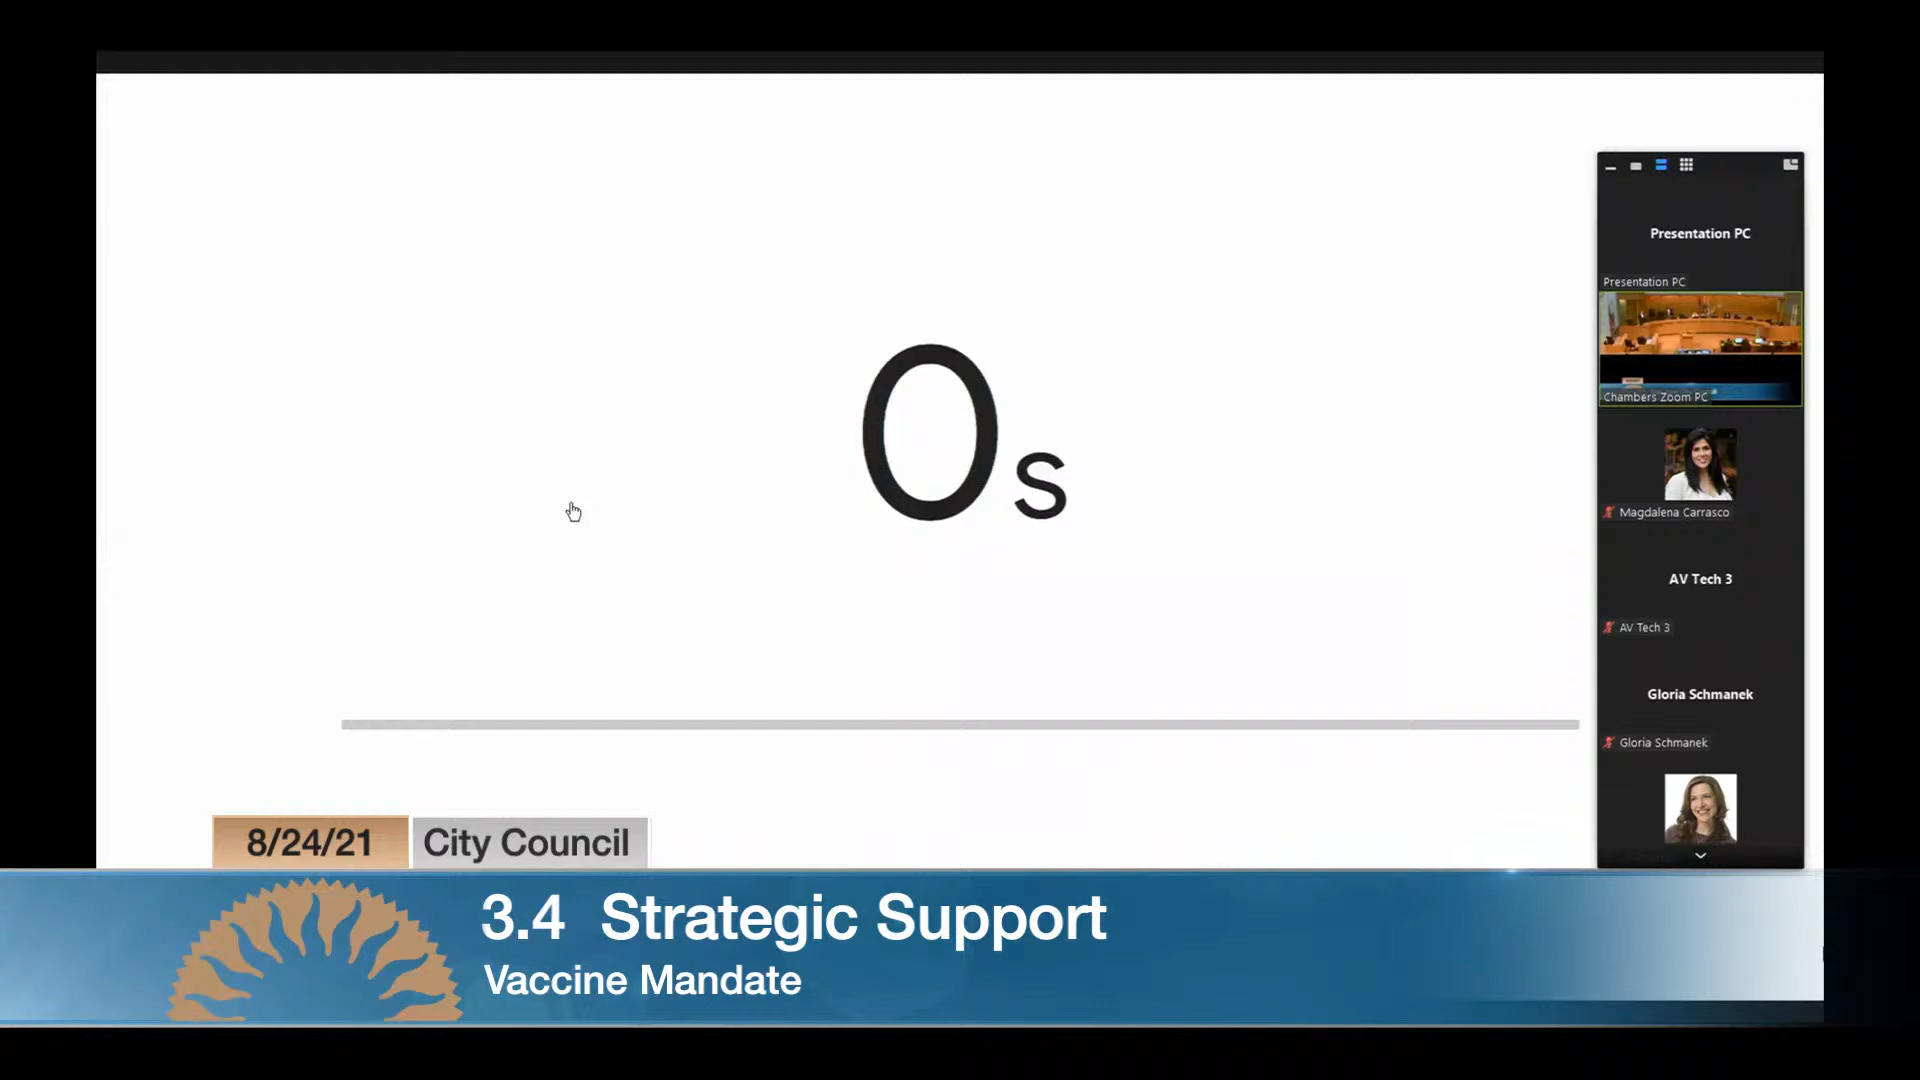 0s
Presentation PC
Presentation PC
Chambers Zoom PC
Magdalena Carrasco
AV Tech 3
AV Tech 3
Gloria Schmanek
Gloria Schmanek
8/24/21 City Council
3.4 Strategic Support
Vaccine Mandate